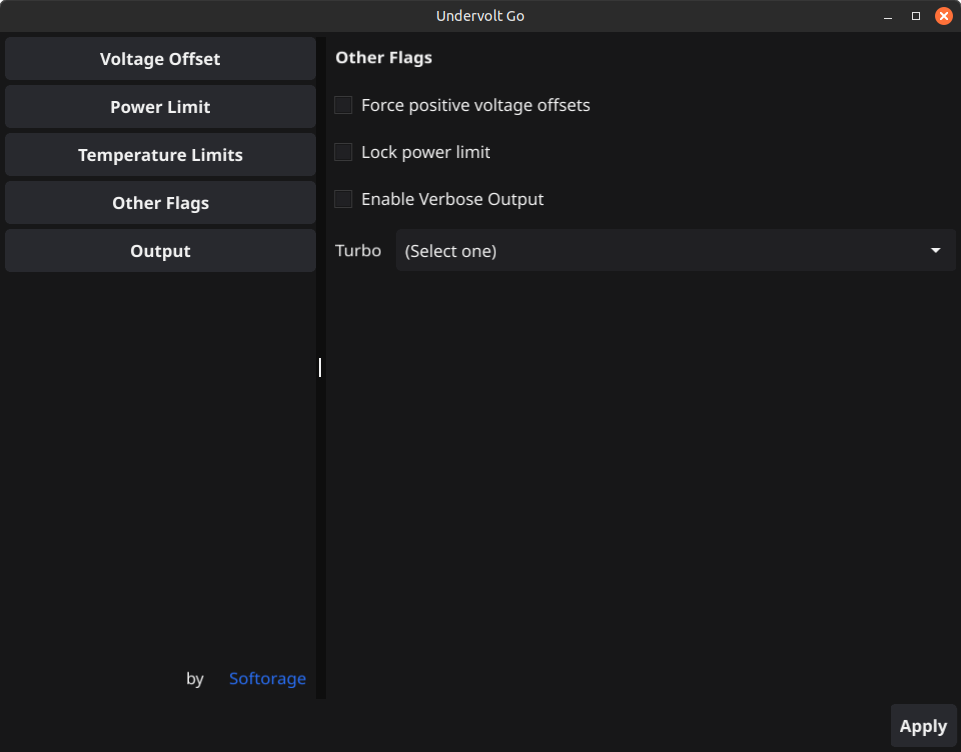 Undervolt Go
Voltage Offset
Power Limit
Temperature Limits
Other Flags
Output
by Softorage
Other Flags
Force positive voltage offsets
Lock power limit
Enable Verbose Output
Turbo (Select one)
Apply